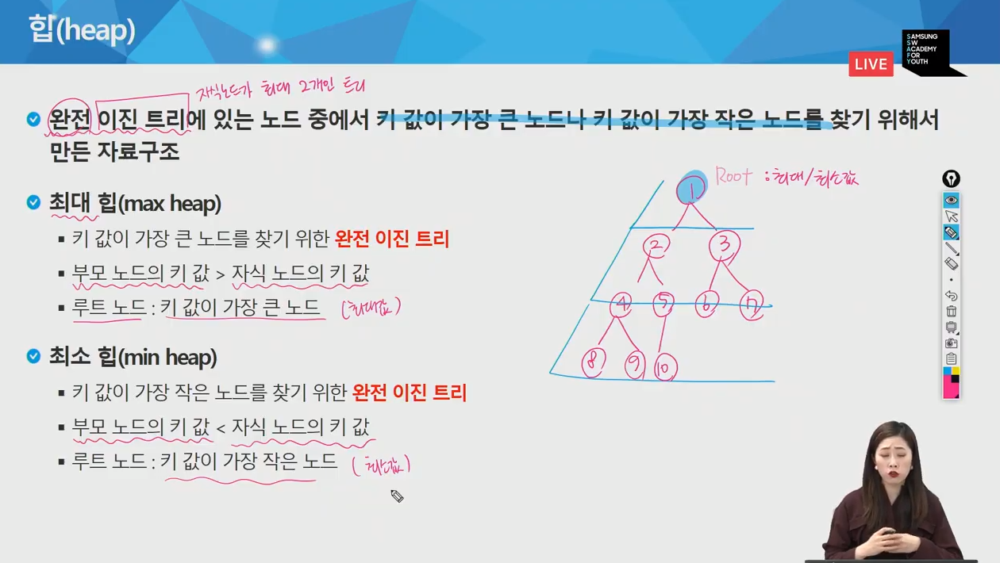 힙(heap)
LIVE
SAMSUNG
SW
ACADEMY
FOR
YOUTH
자식노드가 최대 2개인 트리
완전 이진 트리에 있는 노드 중에서 키 값이 가장 큰 노드나 키 값이 가장 작은 노드를 찾기 위해서
만든 자료구조
최대 힙(max heap)
▪ 키 값이 가장 큰 노드를 찾기 위한 완전 이진 트리
▪ 부모 노드의 키 값 > 자식 노드의 키 값
▪ 루트 노드 : 키 값이 가장 큰 노드 (최대값)
최소 힙(min heap)
▪ 키 값이 가장 작은 노드를 찾기 위한 완전 이진 트리
▪ 부모 노드의 키 값 < 자식 노드의 키 값
▪ 루트 노드 : 키 값이 가장 작은 노드 (최소값)
1 Root : 최대/최소값
2 3
4 5 6 7
8 9 10